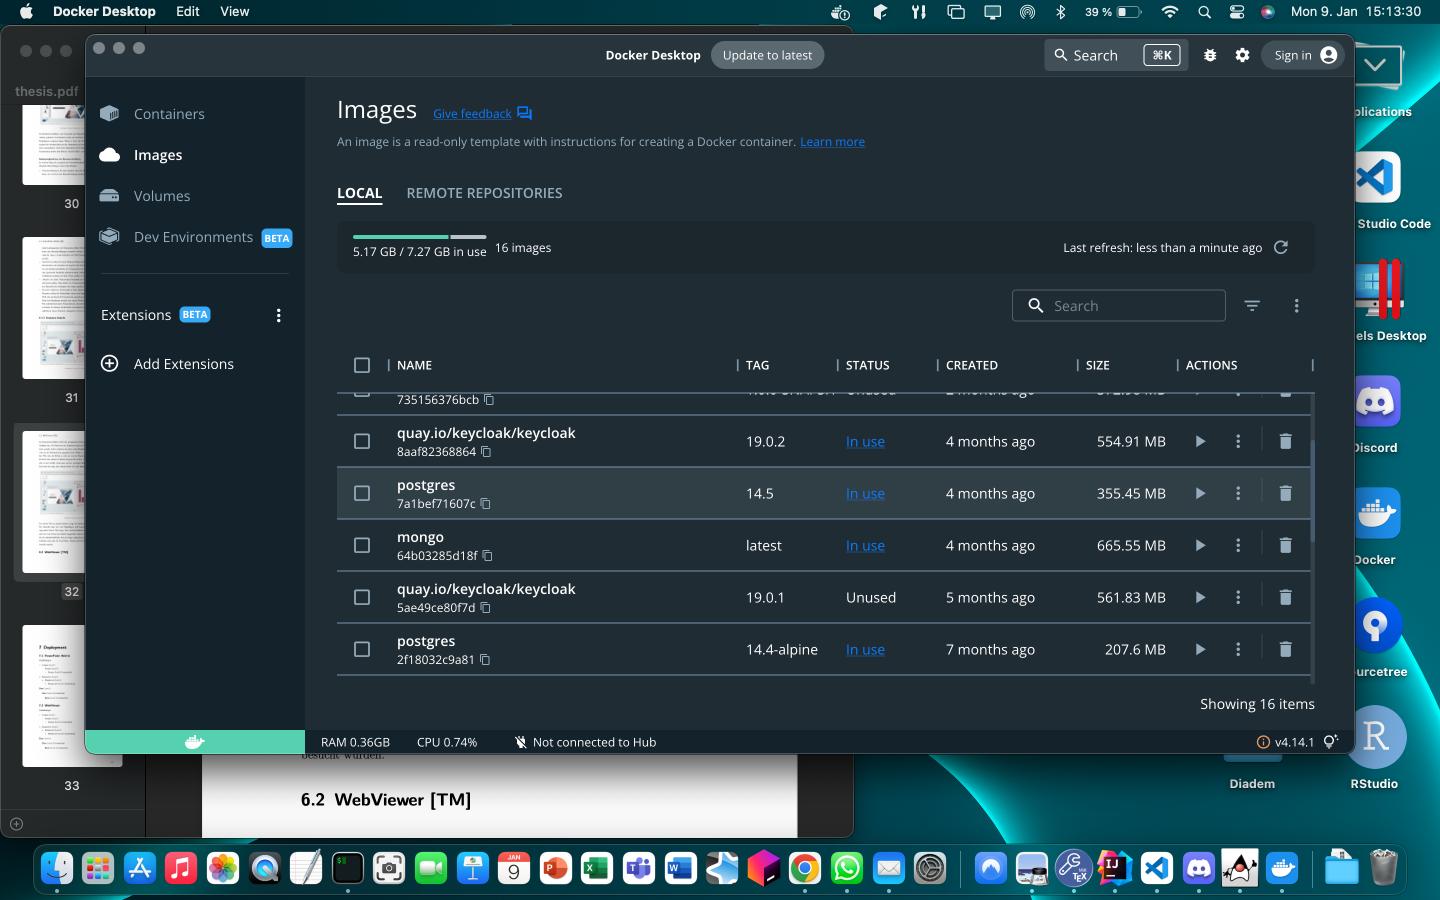 Docker Desktop Edit View
39 %
Mon 9. Jan 15:13:30
thesis.pdf
30
31
32
7 Deployment
33
Docker Desktop
Update to latest
Search ⌘K
Sign in
Containers
Images
Volumes
Dev Environments BETA
Extensions BETA
Add Extensions
Images Give feedback
An image is a read-only template with instructions for creating a Docker container. Learn more
LOCAL REMOTE REPOSITORIES
5.17 GB / 7.27 GB in use 16 images
Last refresh: less than a minute ago
Search
NAME TAG STATUS CREATED SIZE ACTIONS
735156376bcb
quay.io/keycloak/keycloak
8aaf82368864
19.0.2 In use 4 months ago 554.91 MB
postgres
7a1bef71607c
14.5 In use 4 months ago 355.45 MB
mongo
64b03285d18f
latest In use 4 months ago 665.55 MB
quay.io/keycloak/keycloak
5ae49ce80f7d
19.0.1 Unused 5 months ago 561.83 MB
postgres
2f18032c9a81
14.4-alpine In use 7 months ago 207.6 MB
Showing 16 items
RAM 0.36GB CPU 0.74% Not connected to Hub
v4.14.1
besucht wurden.
6.2 WebViewer [TM]
plications
Studio Code
els Desktop
Discord
Docker
urcetree
Diadem
R
RStudio
JAN
9